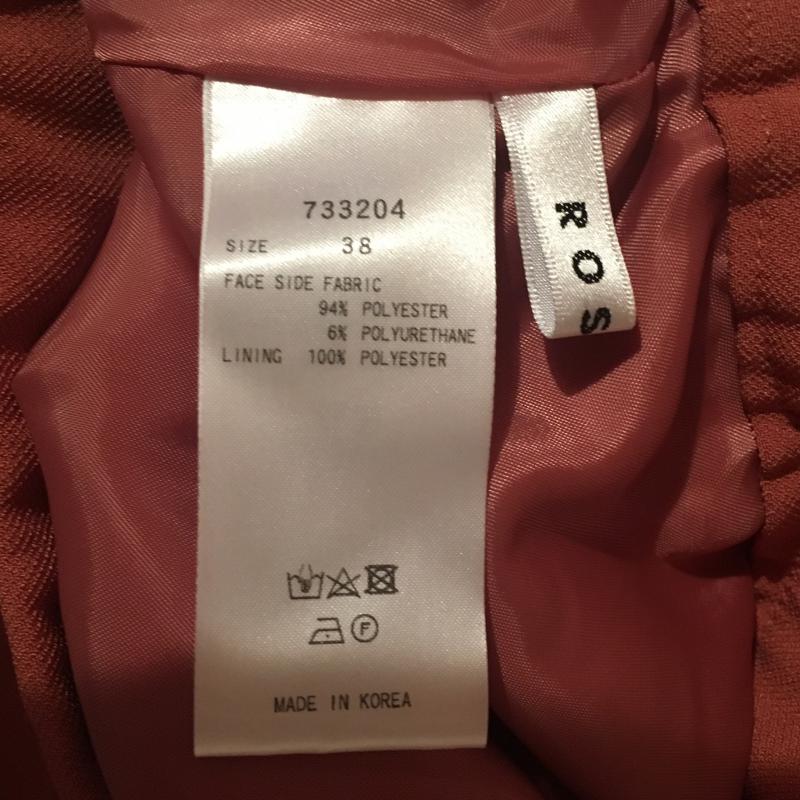 733204
SIZE 38
FACE SIDE FABRIC
94% POLYESTER
6% POLYURETHANE
LINING 100% POLYESTER
F
MADE IN KOREA
ROS